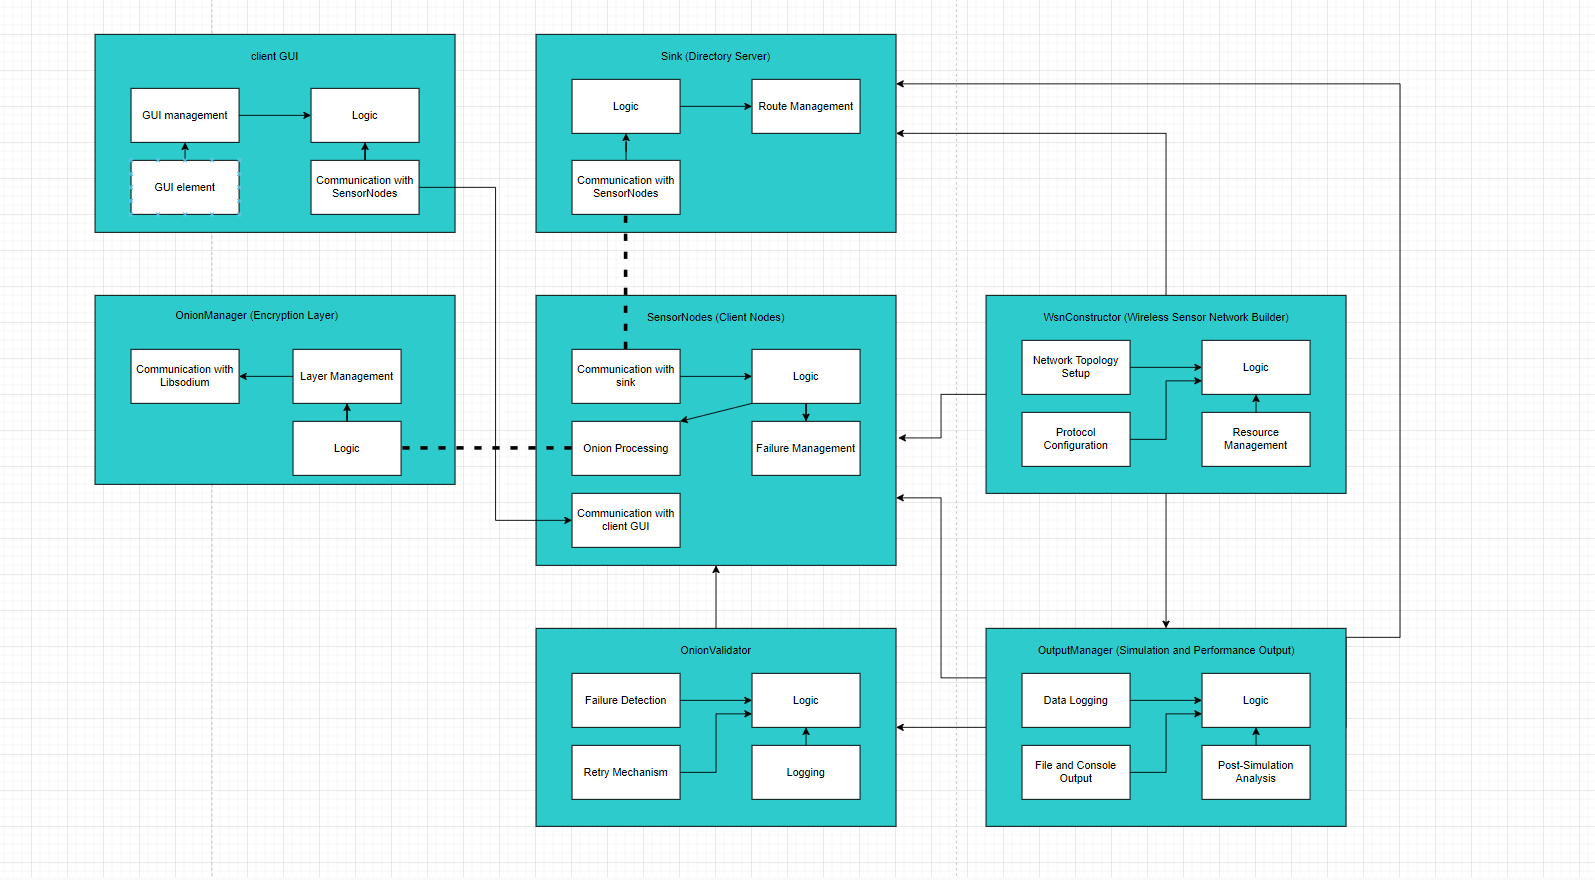 client GUI
GUI management
Logic
GUI element
Communication with
SensorNodes
Sink (Directory Server)
Logic
Route Management
Communication with
SensorNodes
OnionManager (Encryption Layer)
Communication with
Libsodium
Layer Management
Logic
SensorNodes (Client Nodes)
Communication with
sink
Logic
Onion Processing
Failure Management
Communication with
client GUI
WsnConstructor (Wireless Sensor Network Builder)
Network Topology
Setup
Logic
Protocol
Configuration
Resource
Management
OnionValidator
Failure Detection
Logic
Retry Mechanism
Logging
OutputManager (Simulation and Performance Output)
Data Logging
Logic
File and Console
Output
Post-Simulation
Analysis